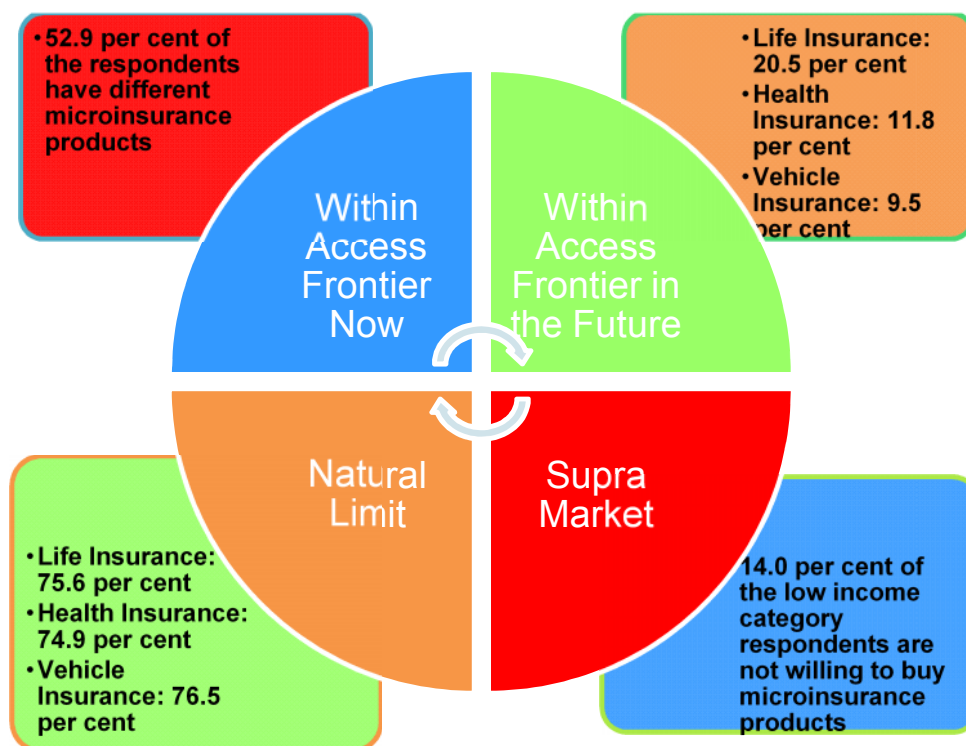 •52.9 per cent of
the respondents
have different
microinsurance
products
•Life Insurance:
20.5 per cent
•Health
Insurance: 11.8
per cent
•Vehicle
Insurance: 9.5
per cent
Within
Access
Frontier
Now
Within
Access
Frontier in
the Future
Natural
Limit
Supra
Market
•Life Insurance:
75.6 per cent
•Health Insurance:
74.9 per cent
•Vehicle
Insurance: 76.5
per cent
14.0 per cent of
the low income
category
respondents are
not willing to buy
microinsurance
products